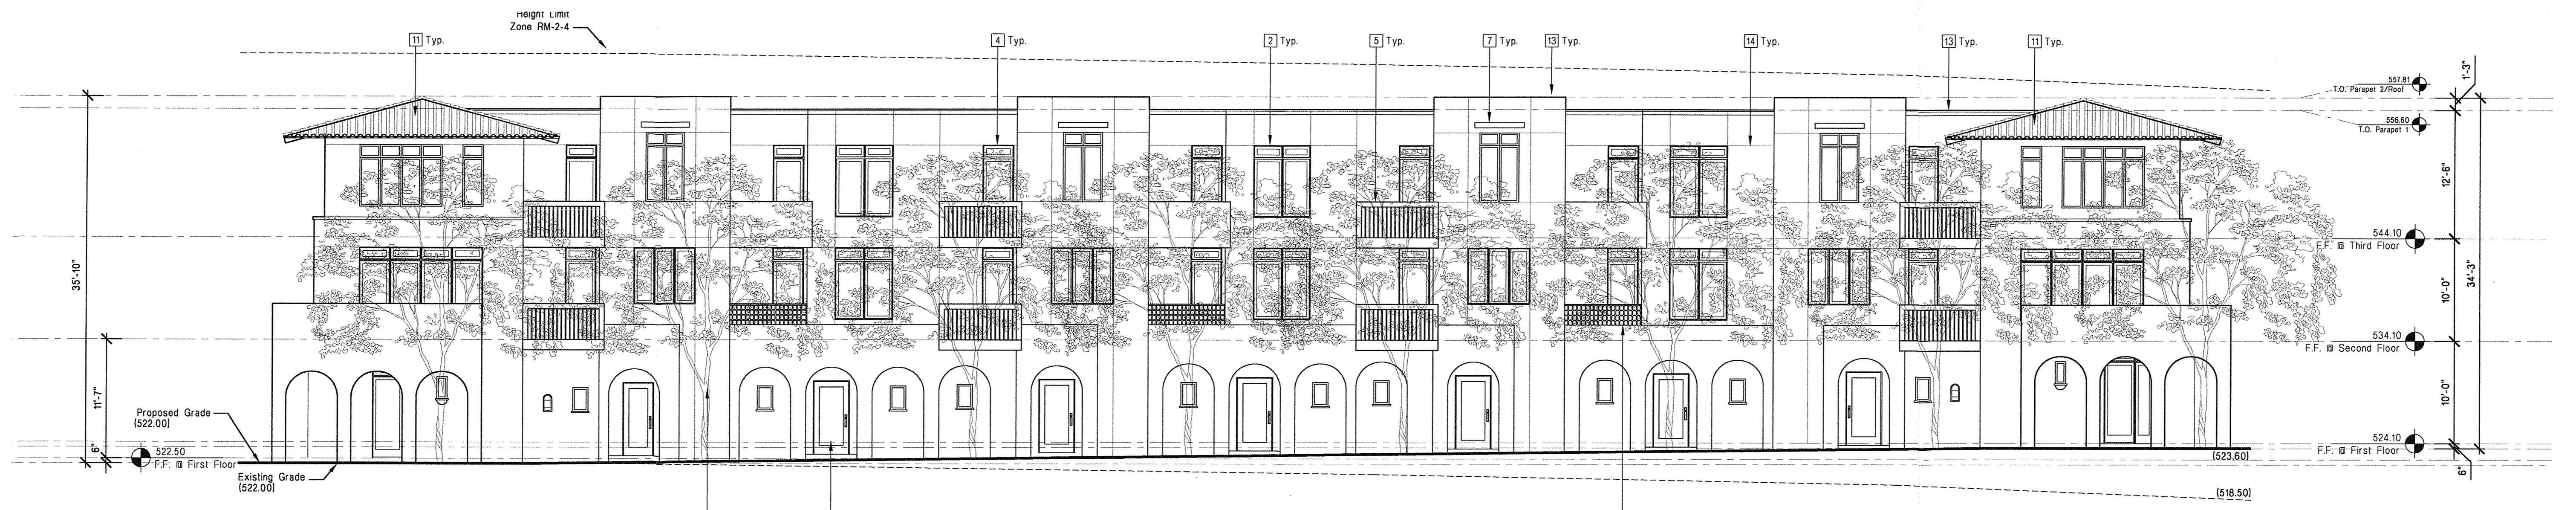 Height Limit
Zone RM-2-4
11 Typ.
4 Typ.
2 Typ.
5 Typ.
7 Typ.
13 Typ.
14 Typ.
13 Typ.
11 Typ.
1'-3"
557.81
T.O. Parapet 2/Roof
556.60
T.O. Parapet 1
12'-6"
544.10
F.F. @ Third Floor
35'-10"
10'-0"
34'-3"
534.10
F.F. @ Second Floor
11'-7"
10'-0"
Proposed Grade
(522.00)
6"
522.50
F.F. @ First Floor
524.10
F.F. @ First Floor
(523.60)
6"
Existing Grade
(522.00)
(518.50)